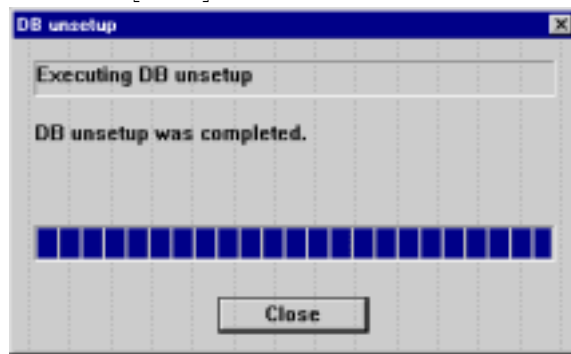 DB unsetup
Executing DB unsetup
DB unsetup was completed.
Close